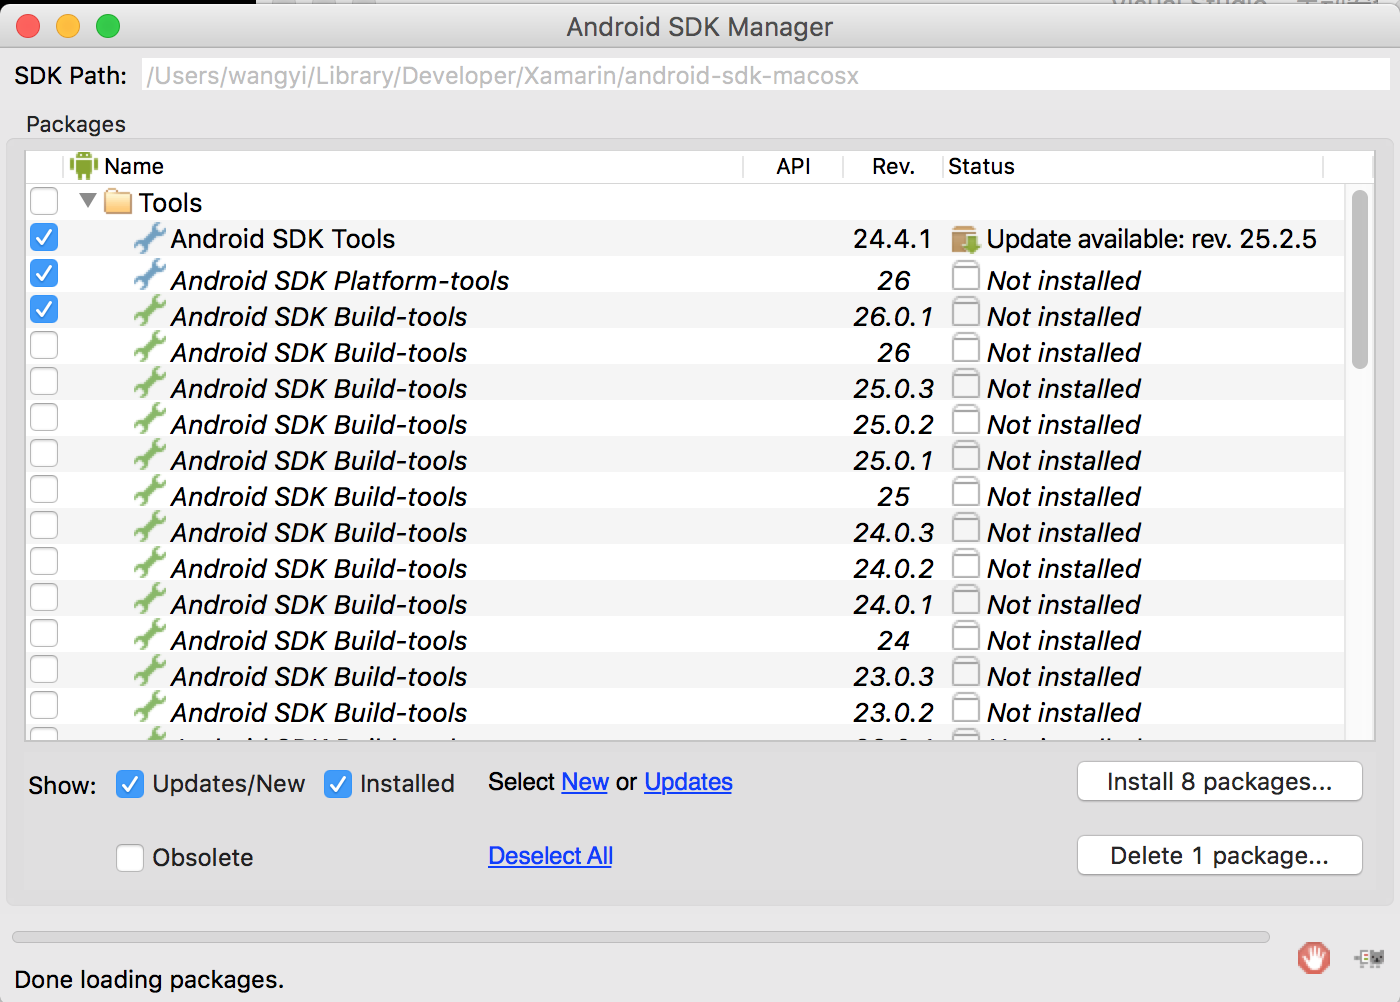 Android SDK Manager
SDK Path: /Users/wangyi/Library/Developer/Xamarin/android-sdk-macosx
Packages
Name API Rev. Status
Tools
Android SDK Tools 24.4.1 Update available: rev. 25.2.5
Android SDK Platform-tools 26 Not installed
Android SDK Build-tools 26.0.1 Not installed
Android SDK Build-tools 26 Not installed
Android SDK Build-tools 25.0.3 Not installed
Android SDK Build-tools 25.0.2 Not installed
Android SDK Build-tools 25.0.1 Not installed
Android SDK Build-tools 25 Not installed
Android SDK Build-tools 24.0.3 Not installed
Android SDK Build-tools 24.0.2 Not installed
Android SDK Build-tools 24.0.1 Not installed
Android SDK Build-tools 24 Not installed
Android SDK Build-tools 23.0.3 Not installed
Android SDK Build-tools 23.0.2 Not installed
Show: Updates/New Installed Select New or Updates Install 8 packages...
Obsolete Deselect All Delete 1 package...
Done loading packages.